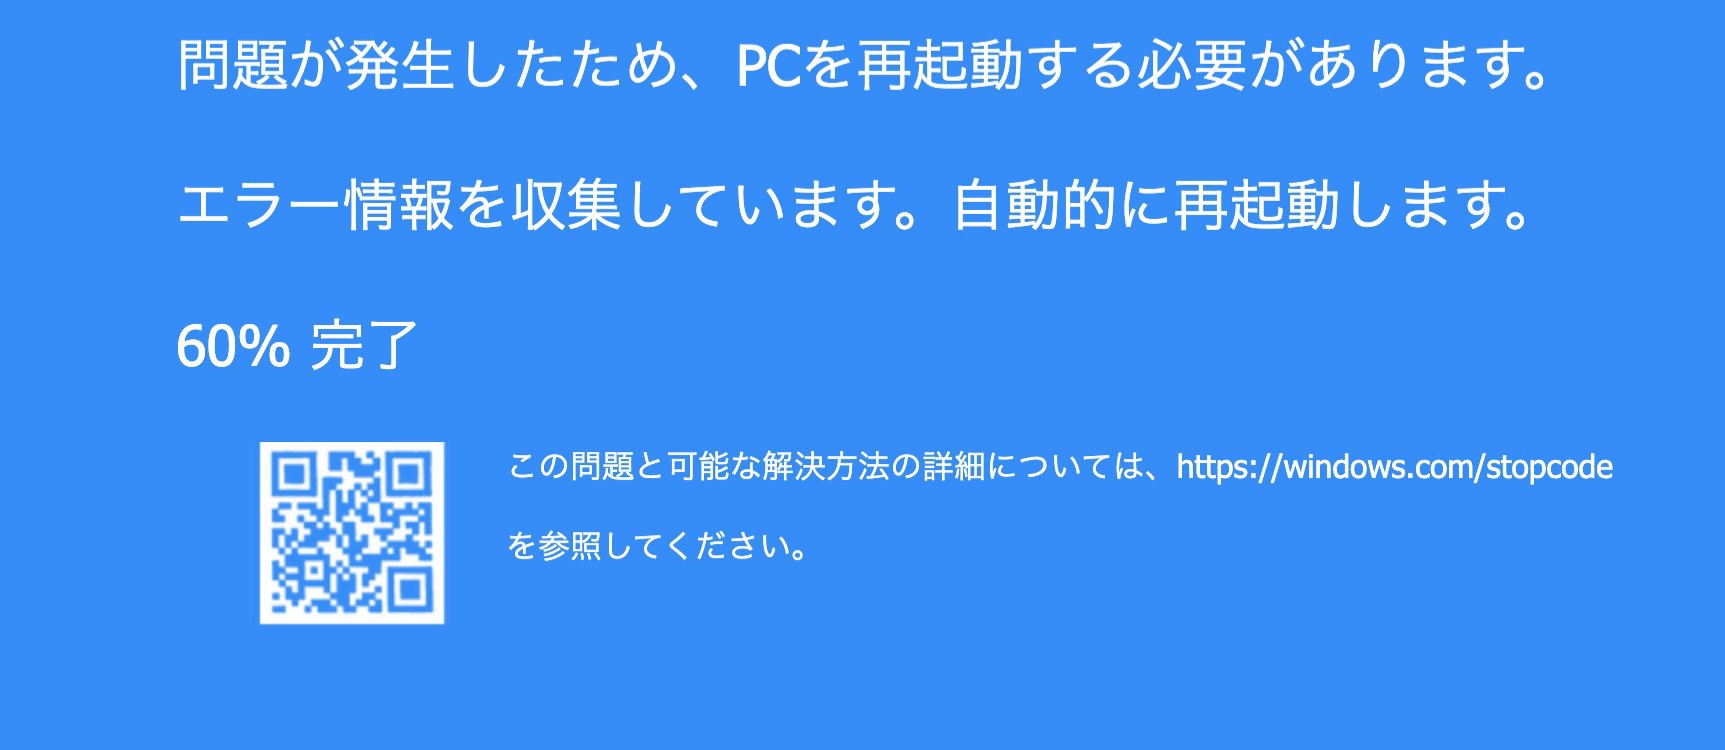 問題が発生したため、PCを再起動する必要があります。
エラー情報を収集しています。自動的に再起動します。
60% 完了
この問題と可能な解決方法の詳細については、https://windows.com/stopcode
を参照してください。